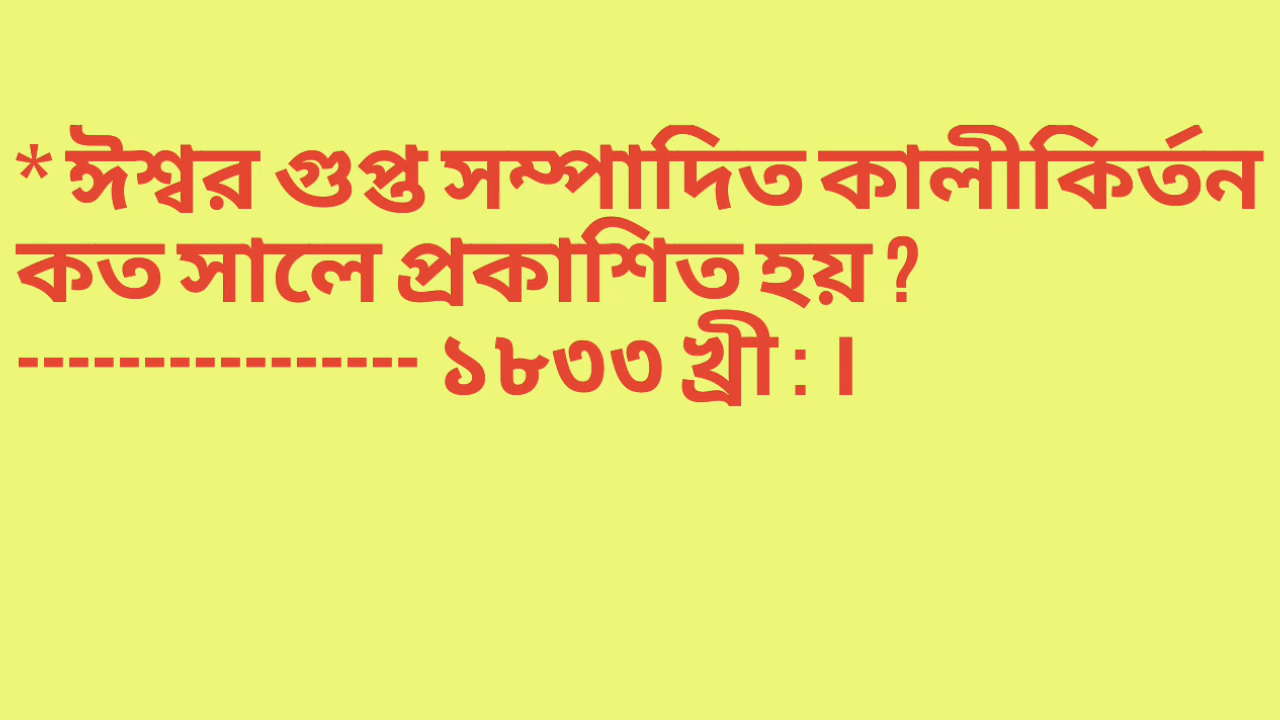 * ঈশ্বর গুপ্ত সম্পাদিত কালীকির্তন
কত সালে প্রকাশিত হয় ?
---------------- ১৮৩৩ খ্রী : ।